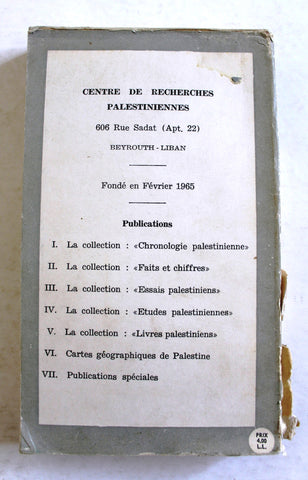 CENTRE DE RECHERCHES
PALESTINIENNES
606 Rue Sadat (Apt. 22)
BEYROUTH - LIBAN
Fondé en Février 1965
Publications
I. La collection : «Chronologie palestinienne»
II. La collection : «Faits et chiffres»
III. La collection : «Essais palestiniens»
IV. La collection : «Etudes palestiniennes»
V. La collection : «Livres palestiniens»
VI. Cartes géographiques de Palestine
VII. Publications spéciales
PRIX
4,00
L.L.